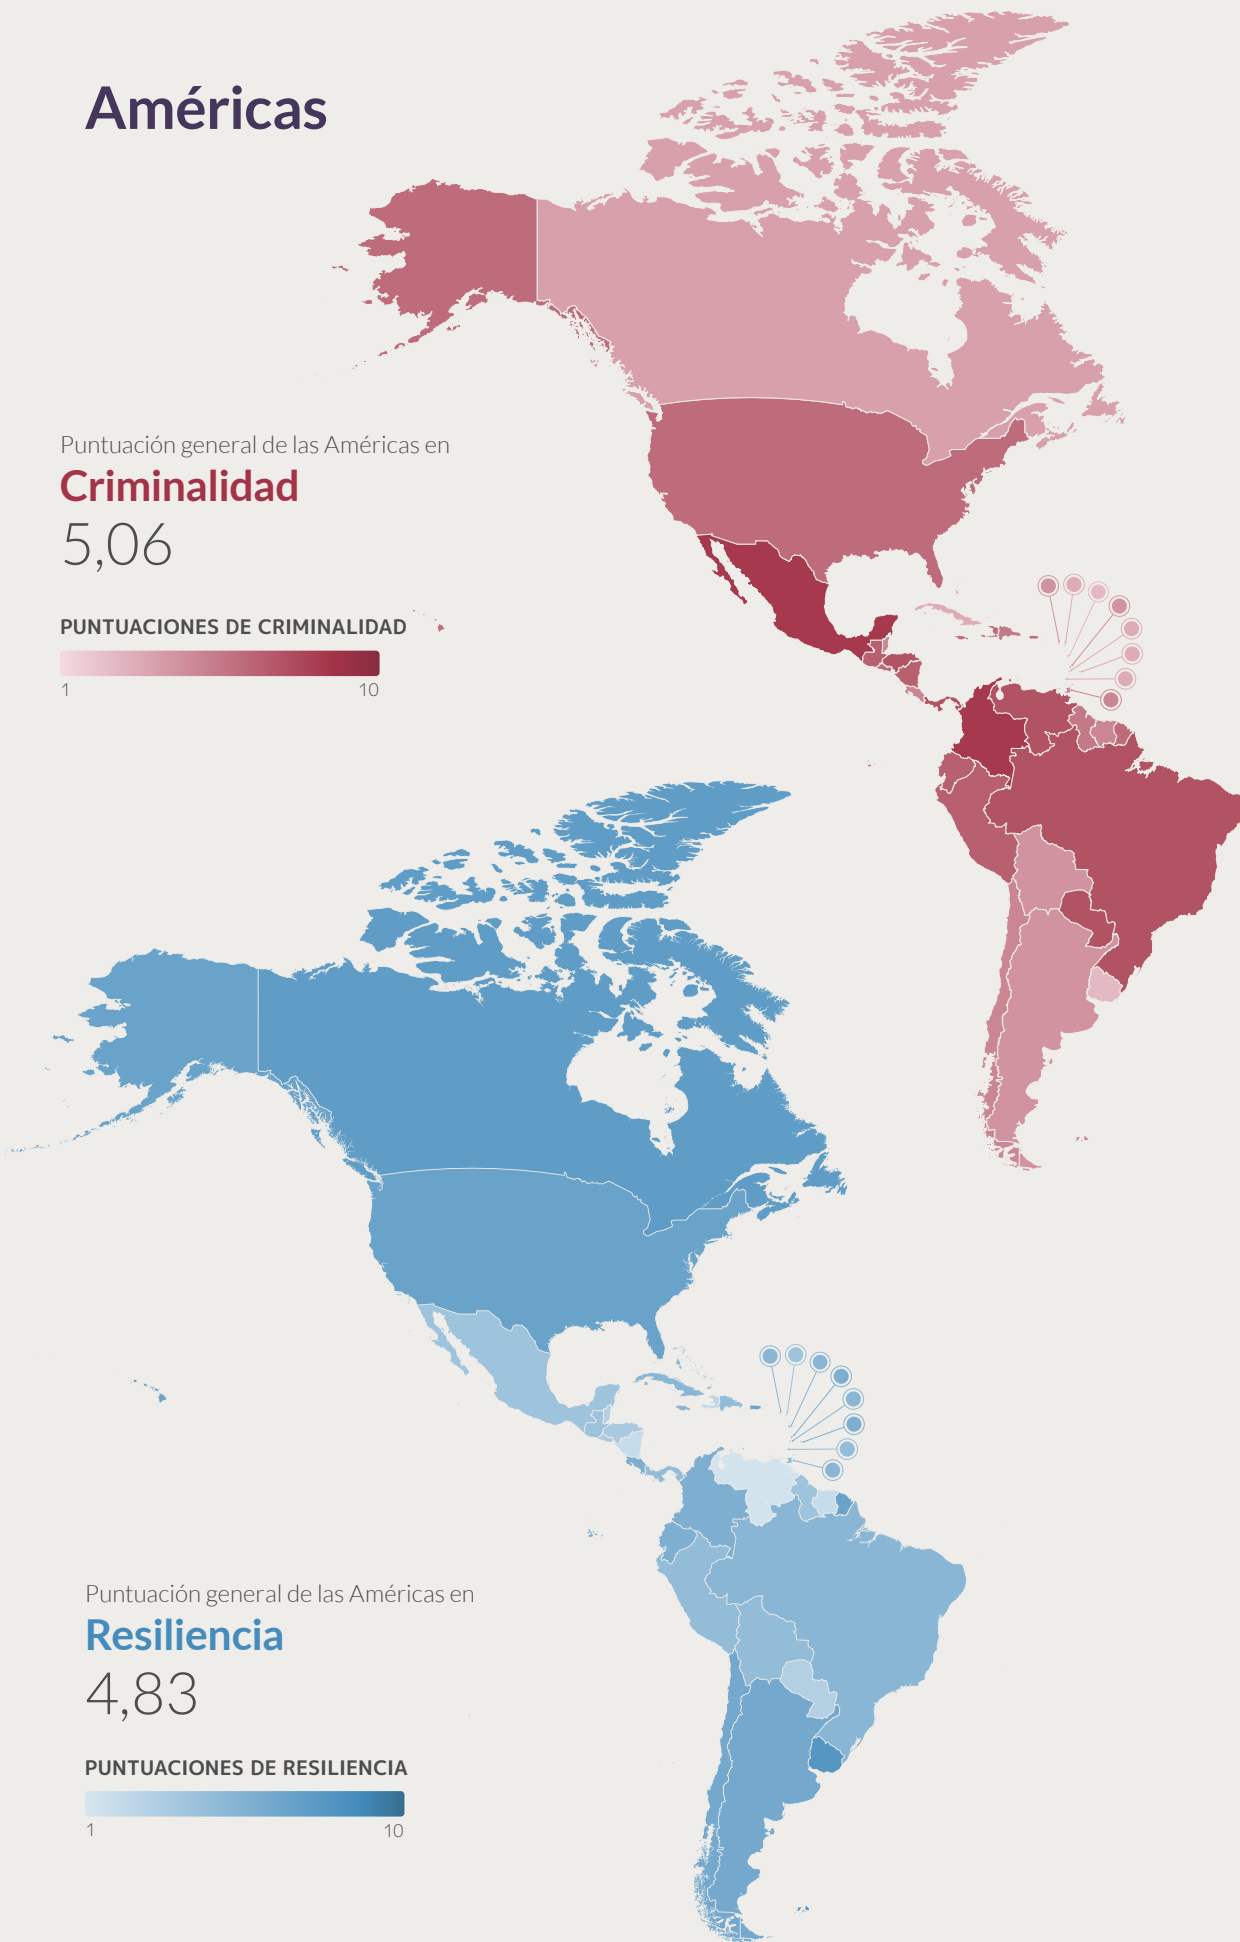 Américas
Puntuación general de las Américas en
Criminalidad
5,06
PUNTUACIONES DE CRIMINALIDAD
1 10
Puntuación general de las Américas en
Resiliencia
4,83
PUNTUACIONES DE RESILIENCIA
1 10